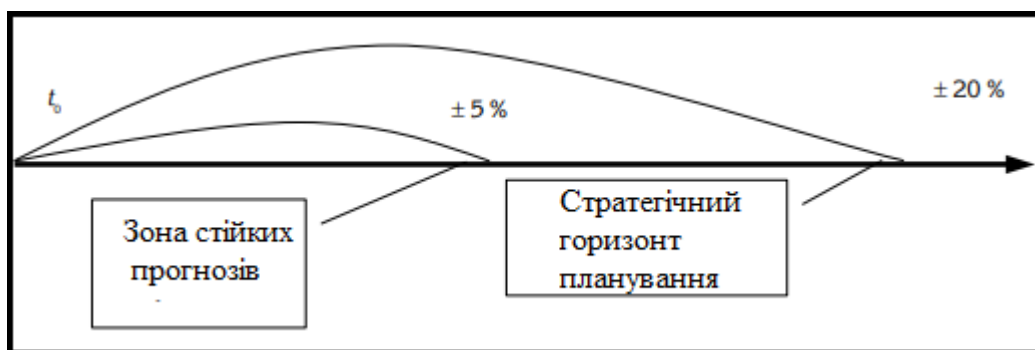 t₀
± 5 %
± 20 %
Зона стійких
прогнозів
Стратегічний
горизонт
планування